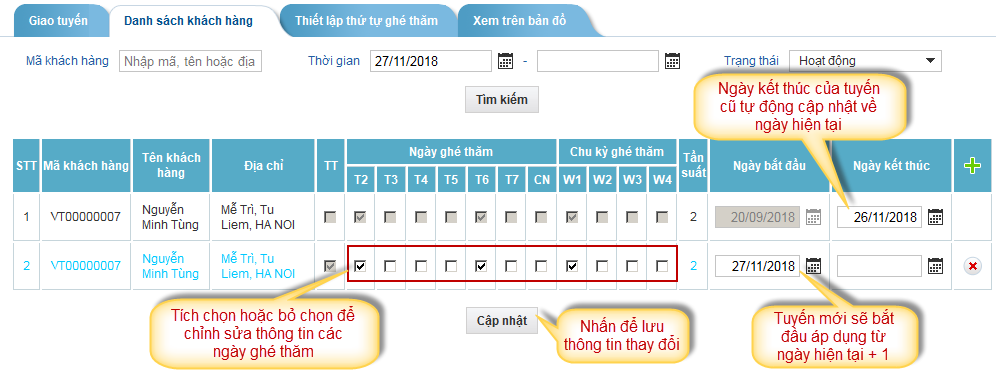 Giao tuyến Danh sách khách hàng Thiết lập thứ tự ghé thăm Xem trên bản đồ
Mã khách hàng Nhập mã, tên hoặc địa Thời gian 27/11/2018 - Trạng thái Hoạt động
Tìm kiếm
Ngày kết thúc của tuyến
cũ tự động cập nhật về
ngày hiện tại
STT Mã khách hàng Tên khách hàng Địa chỉ TT Ngày ghé thăm Chu kỳ ghé thăm Tần suất Ngày bắt đầu Ngày kết thúc
T2 T3 T4 T5 T6 T7 CN W1 W2 W3 W4
1 VT00000007 Nguyễn Mễ Trì, Tu 2 20/09/2018 26/11/2018
Minh Tùng Liem, HA NOI
2 VT00000007 Nguyễn Mễ Trì, Tu 2 27/11/2018
Minh Tùng Liem, HA NOI
Tích chọn hoặc bỏ chọn để
chỉnh sửa thông tin các
ngày ghé thăm
Cập nhật
Nhấn để lưu
thông tin thay đổi
Tuyến mới sẽ bắt
đầu áp dụng từ
ngày hiện tại + 1